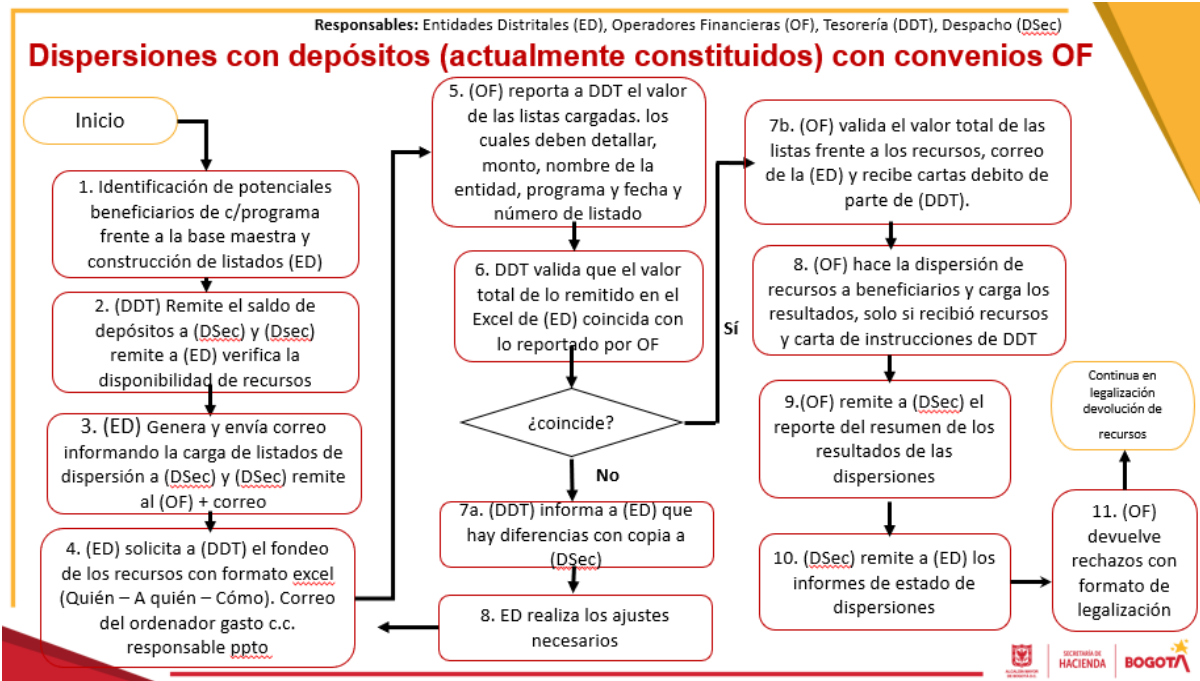 Responsables: Entidades Distritales (ED), Operadores Financieras (OF), Tesorería (DDT), Despacho (DSec)
Dispersiones con depósitos (actualmente constituidos) con convenios OF
Inicio
1. Identificación de potenciales
beneficiarios de c/programa
frente a la base maestra y
construcción de listados (ED)
2. (DDT) Remite el saldo de
depósitos a (DSec) y (Dsec)
remite a (ED) verifica la
disponibilidad de recursos
3. (ED) Genera y envía correo
informando la carga de listados de
dispersión a (DSec) y (DSec) remite
al (OF) + correo
4. (ED) solicita a (DDT) el fondeo
de los recursos con formato excel
(Quién – A quién – Cómo). Correo
del ordenador gasto c.c.
responsable ppto
5. (OF) reporta a DDT el valor
de las listas cargadas. los
cuales deben detallar,
monto, nombre de la
entidad, programa y fecha y
número de listado
6. DDT valida que el valor
total de lo remitido en el
Excel de (ED) coincida con
lo reportado por OF
¿coincide?
No
Sí
7a. (DDT) informa a (ED) que
hay diferencias con copia a
(DSec)
8. ED realiza los ajustes
necesarios
7b. (OF) valida el valor total de las
listas frente a los recursos, correo
de la (ED) y recibe cartas debito de
parte de (DDT).
8. (OF) hace la dispersión de
recursos a beneficiarios y carga los
resultados, solo si recibió recursos
y carta de instrucciones de DDT
9.(OF) remite a (DSec) el
reporte del resumen de los
resultados de las
dispersiones
10. (DSec) remite a (ED) los
informes de estado de
dispersiones
11. (OF)
devuelve
rechazos con
formato de
legalización
Continua en
legalización
devolución de
recursos
ALCALDÍA MAYOR
DE BOGOTÁ D.C.
SECRETARÍA DE
HACIENDA
BOGOTÁ